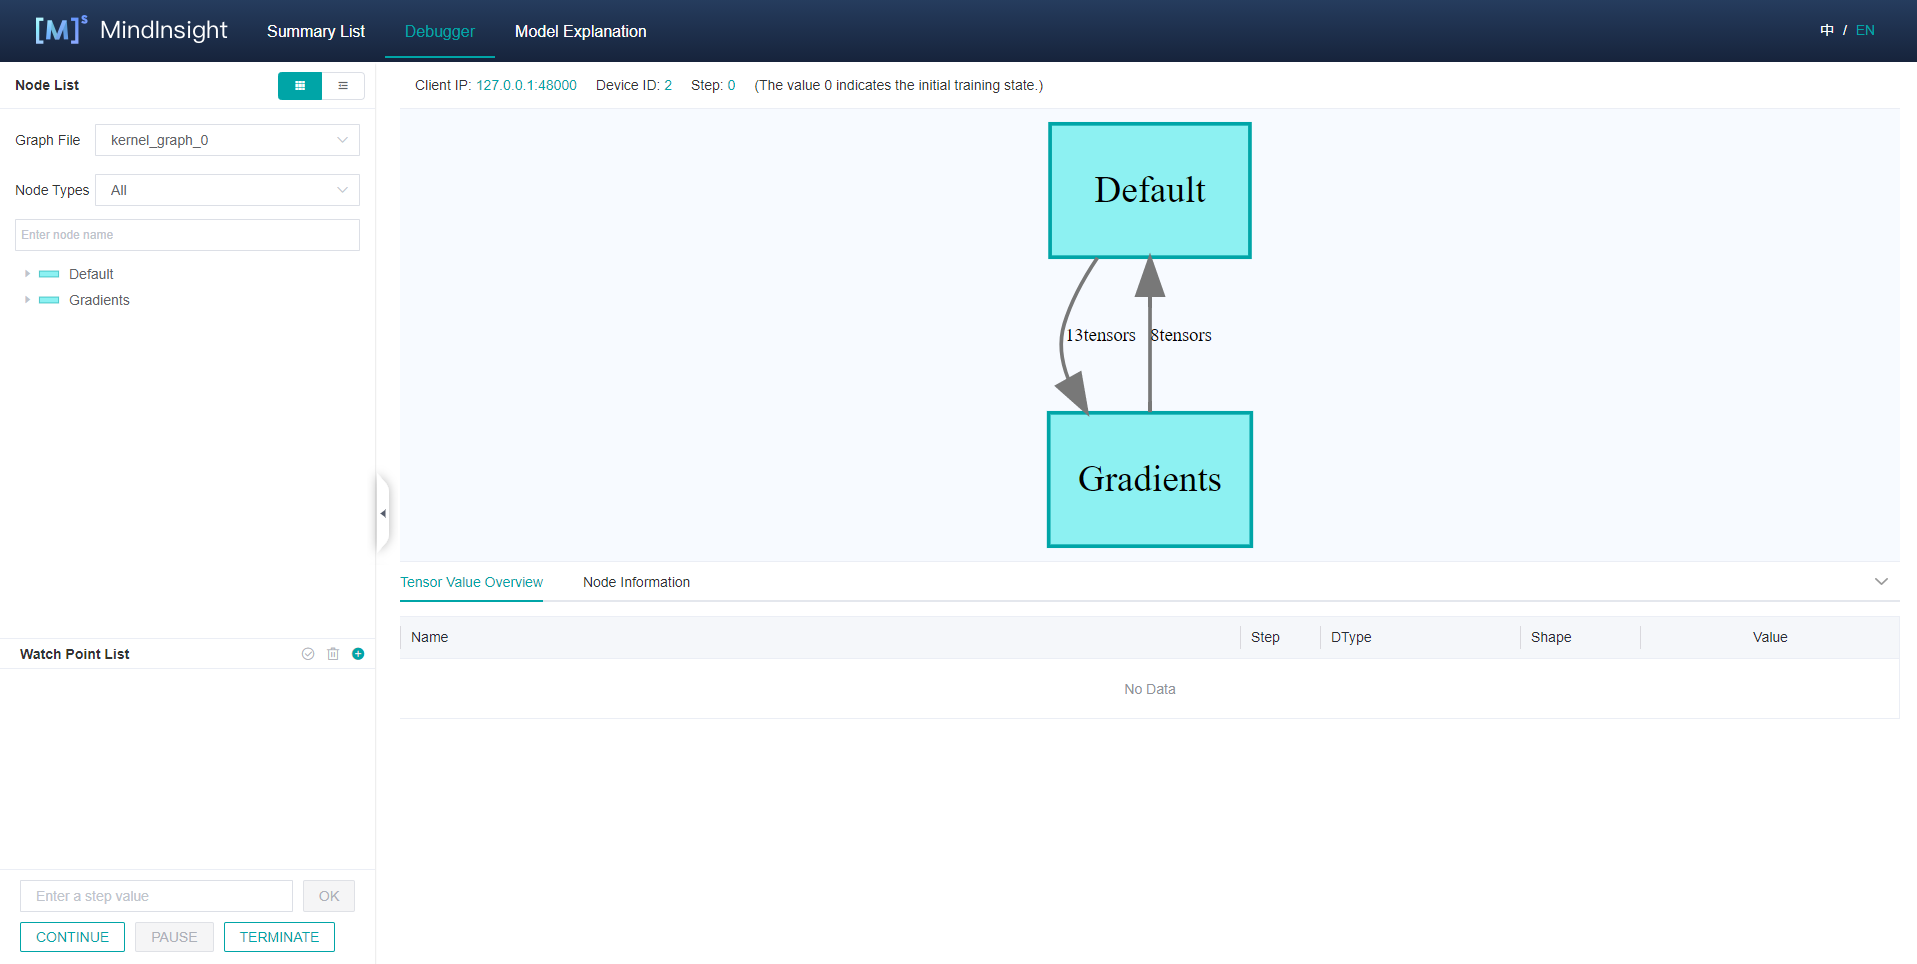 [M]s MindInsight Summary List Debugger Model Explanation 中 / EN
Node List
Client IP: 127.0.0.1:48000 Device ID: 2 Step: 0 (The value 0 indicates the initial training state.)
Graph File kernel_graph_0
Node Types All
Enter node name
Default
Gradients
Default
13tensors 8tensors
Gradients
Tensor Value Overview Node Information
Name Step DType Shape Value
No Data
Watch Point List
Enter a step value OK
CONTINUE PAUSE TERMINATE